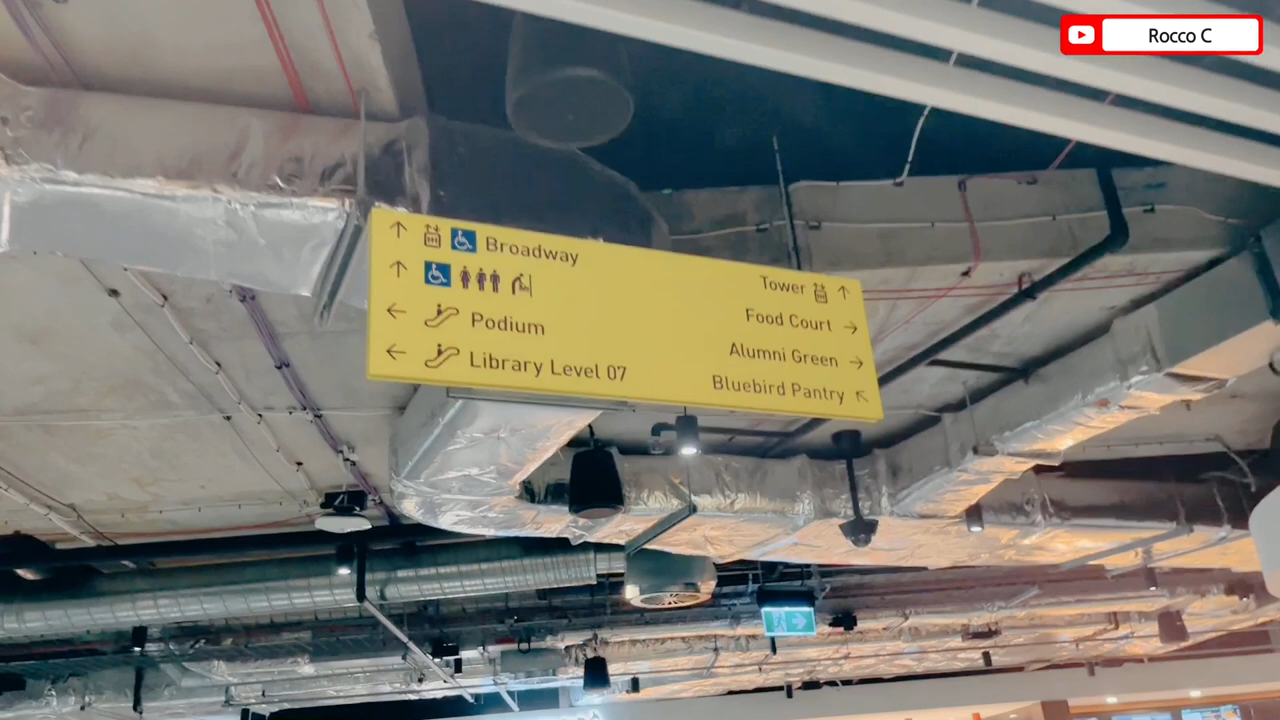 Rocco C
Broadway
Podium
Library Level 07
Tower
Food Court
Alumni Green
Bluebird Pantry